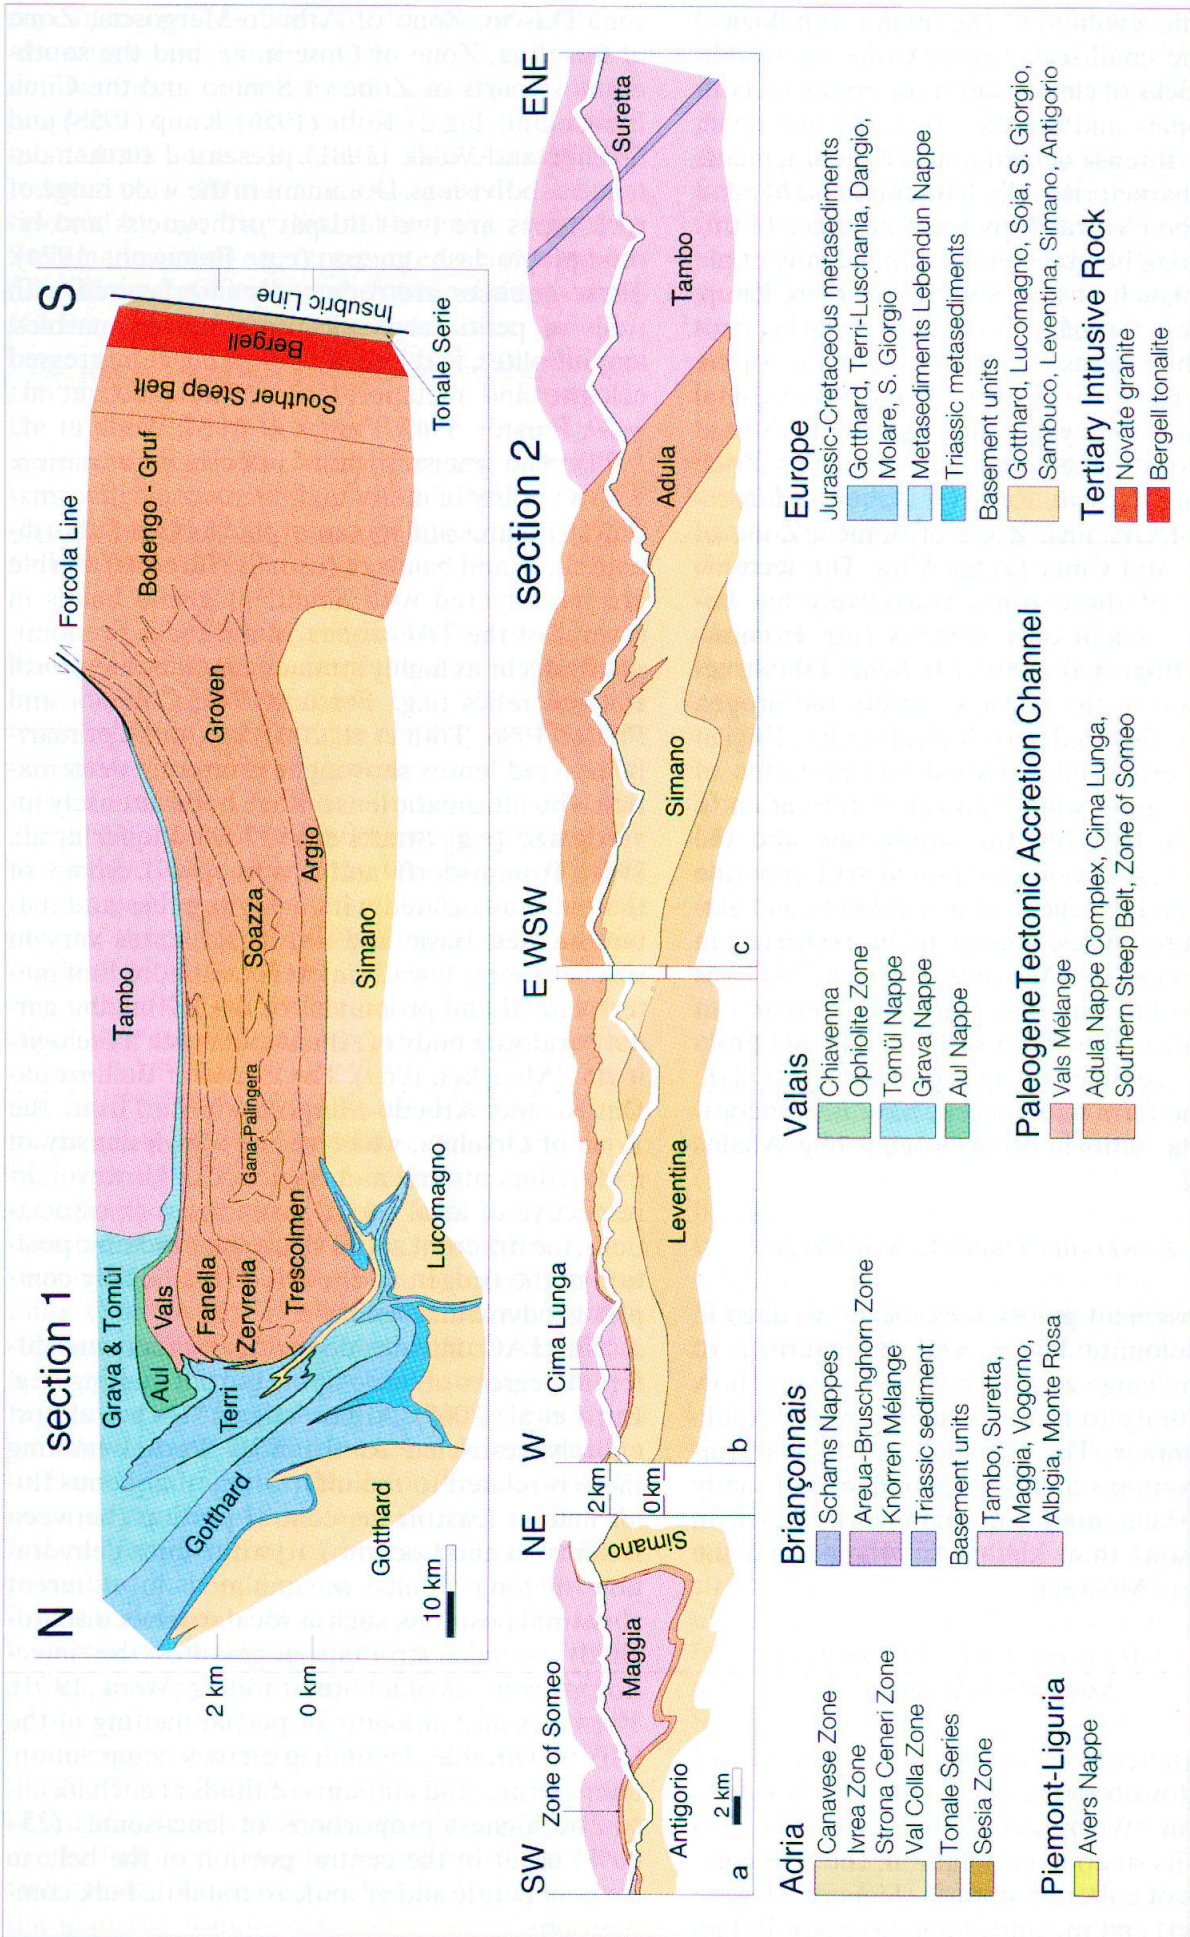 N
section 1
S
Grava & Tomül
Tambo
Forcola Line
Gotthard
Terri
Aul
Vals
Fanella
Zervreila
Trescolmen
Gana-Palingera
Soazza
Groven
Bodengo - Gruf
Souther Steep Belt
Bergell
Insubric Line
Tonale Serie
Argio
Simano
Lucomagno
Gotthard
2 km
0 km
10 km
SW
NE
W
E
WSW
section 2
ENE
Zone of Someo
Maggia
Simano
Antigorio
2 km
a
2 km
0 km
Cima Lunga
Leventina
b
Simano
Adula
Tambo
Suretta
c
Adria
Canavese Zone
Ivrea Zone
Strona Ceneri Zone
Val Colla Zone
Tonale Series
Sesia Zone
Piemont-Liguria
Avers Nappe
Briançonnais
Schams Nappes
Areua-Bruschghorn Zone
Knorren Mélange
Triassic sediment
Basement units
Tambo, Suretta,
Maggia, Vogorno,
Albigia, Monte Rosa
Valais
Chiavenna
Ophiolite Zone
Tomül Nappe
Grava Nappe
Aul Nappe
PaleogeneTectonic Accretion Channel
Vals Mélange
Adula Nappe Complex, Cima Lunga,
Southern Steep Belt, Zone of Someo
Europe
Jurassic-Cretaceous metasediments
Gotthard, Terri-Luschania, Dangio,
Molare, S. Giorgio
Metasediments Lebendun Nappe
Triassic metasediments
Basement units
Gotthard, Lucomagno, Soja, S. Giorgio,
Sambuco, Leventina, Simano, Antigorio
Tertiary Intrusive Rock
Novate granite
Bergell tonalite